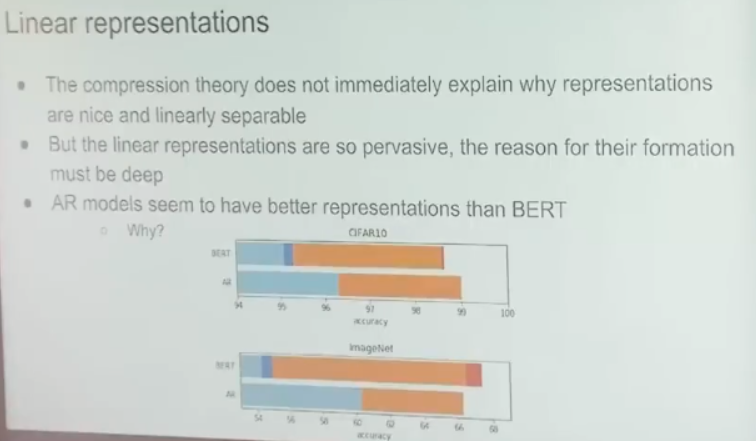 Linear representations
• The compression theory does not immediately explain why representations
are nice and linearly separable
• But the linear representations are so pervasive, the reason for their formation
must be deep
• AR models seem to have better representations than BERT
○ Why?
CIFAR10
BERT
AR
94 95 96 97 98 99 100
accuracy
ImageNet
BERT
AR
54 56 58 60 62 64 66 68
accuracy